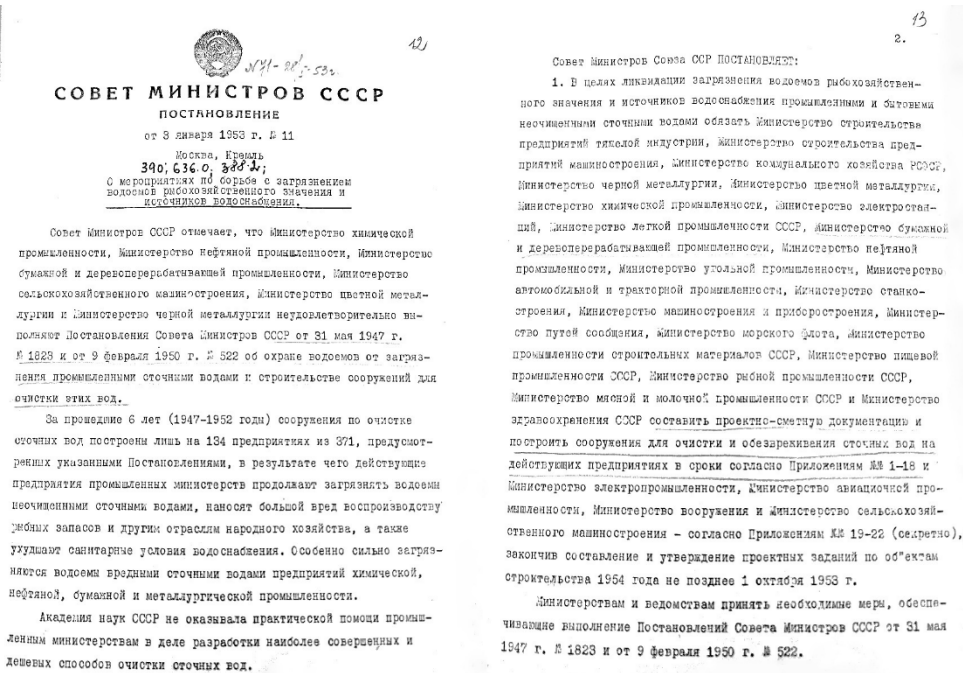 12
N71-28/I-53г.
СОВЕТ МИНИСТРОВ СССР
ПОСТАНОВЛЕНИЕ
от 3 января 1953 г. № 11
Москва, Кремль
390; 636.0; 388.2;
О мероприятиях по борьбе с загрязнением
водоемов рыбохозяйственного значения и
источников водоснабжения.
Совет Министров СССР отмечает, что Министерство химической
промышленности, Министерство нефтяной промышленности, Министерство
бумажной и деревоперерабатывающей промышленности, Министерство
сельскохозяйственного машиностроения, Министерство цветной метал-
лургии и Министерство черной металлургии неудовлетворительно вы-
полняют Постановления Совета Министров СССР от 31 мая 1947 г.
№ 1823 и от 9 февраля 1950 г. № 522 об охране водоемов от загряз-
нения промышленными сточными водами и строительстве сооружений для
очистки этих вод.
За прошедшие 6 лет (1947-1952 годы) сооружения по очистке
сточных вод построены лишь на 134 предприятиях из 371, предусмот-
ренных указанными Постановлениями, в результате чего действующие
предприятия промышленных министерств продолжают загрязнять водоемы
неочищенными сточными водами, наносят большой вред воспроизводству
рыбных запасов и другим отраслям народного хозяйства, а также
ухудшают санитарные условия водоснабжения. Особенно сильно загряз-
няются водоемы вредными сточными водами предприятий химической,
нефтяной, бумажной и металлургической промышленности.
Академия наук СССР не оказывала практической помощи промыш-
ленным министерствам в деле разработки наиболее совершенных и
дешевых способов очистки сточных вод.
13
2.
Совет Министров Союза ССР ПОСТАНОВЛЯЕТ:
1. В целях ликвидации загрязнения водоемов рыбохозяйствен-
ного значения и источников водоснабжения промышленными и бытовыми
неочищенными сточными водами обязать Министерство строительства
предприятий тяжелой индустрии, Министерство строительства пред-
приятий машиностроения, Министерство коммунального хозяйства РСФСР,
Министерство черной металлургии, Министерство цветной металлургии,
Министерство химической промышленности, Министерство электростан-
ций, Министерство легкой промышленности СССР, Министерство бумажной
и деревоперерабатывающей промышленности, Министерство нефтяной
промышленности, Министерство угольной промышленности, Министерство
автомобильной и тракторной промышленности, Министерство станко-
строения, Министерство машиностроения и приборостроения, Министер-
ство путей сообщения, Министерство морского флота, Министерство
промышленности строительных материалов СССР, Министерство пищевой
промышленности СССР, Министерство рыбной промышленности СССР,
Министерство мясной и молочной промышленности СССР и Министерство
здравоохранения СССР составить проектно-сметную документацию и
построить сооружения для очистки и обезвреживания сточных вод на
действующих предприятиях в сроки согласно Приложениям №№ 1-18 и
Министерство электропромышленности, Министерство авиационной про-
мышленности, Министерство вооружения и Министерство сельскохозяй-
ственного машиностроения - согласно Приложениям №№ 19-22 (секретно),
закончив составление и утверждение проектных заданий по об"ектам
строительства 1954 года не позднее 1 октября 1953 г.
Министерствам и ведомствам принять необходимые меры, обеспе-
чивающие выполнение Постановлений Совета Министров СССР от 31 мая
1947 г. № 1823 и от 9 февраля 1950 г. № 522.